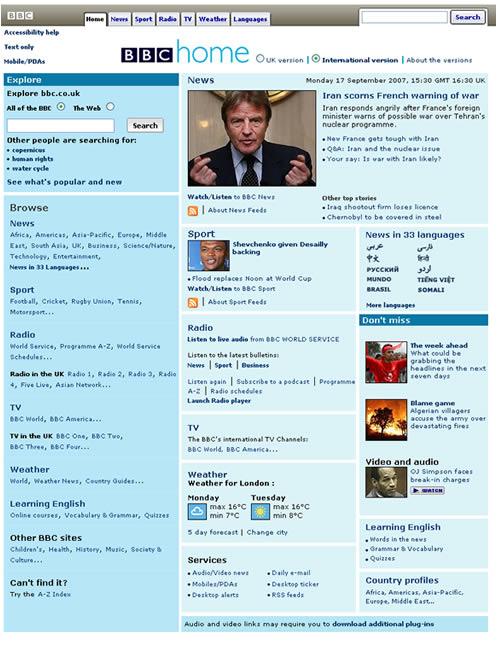 BBC
Home News Sport Radio TV Weather Languages
Search
Accessibility help
Text only
Mobile/PDAs
BBC home
UK version | International version | About the versions
Explore
Explore bbc.co.uk
All of the BBC The Web
Search
Other people are searching for:
• copernicus
• human rights
• water cycle
See what's popular and new
Browse
News
Africa, Americas, Asia-Pacific, Europe, Middle
East, South Asia, UK, Business, Science/Nature,
Technology, Entertainment,
News in 33 Languages...
Sport
Football, Cricket, Rugby Union, Tennis,
Motorsport...
Radio
World Service, Programme A-Z, World Service
Schedules...
Radio in the UK Radio 1, Radio 2, Radio 3, Radio
4, Five Live, Asian Network...
TV
BBC World, BBC America...
TV in the UK BBC One, BBC Two,
BBC Three, BBC Four...
Weather
World, Weather News, Country Guides...
Learning English
Online courses, Vocabulary & Grammar, Quizzes
Other BBC sites
Children's, Health, History, Music, Society &
Culture...
Can't find it?
Try the A-Z Index
News
Monday 17 September 2007, 15:30 GMT 16:30 UK
Iran scorns French warning of war
Iran responds angrily after France's foreign
minister warns of possible war over Tehran's
nuclear programme.
• New France gets tough with Iran
• Q&A: Iran and the nuclear issue
• Your say: Is war with Iran likely?
Watch/Listen to BBC News
| About News Feeds
Other top stories
• Iraq shootout firm loses licence
• Chernobyl to be covered in steel
Sport
Shevchenko given Desailly
backing
• Flood replaces Noon at World Cup
Watch/Listen to BBC Sport
| About Sport Feeds
Radio
Listen to live audio from BBC WORLD SERVICE
Listen to the latest bulletins:
News | Sport | Business
Listen again | Subscribe to a podcast | Programme
A-Z | Radio schedules
Launch Radio player
TV
The BBC's international TV Channels:
BBC World, BBC America...
Weather
Weather for London :
Monday
max 16°C
min 7°C
Tuesday
max 16°C
min 8°C
5 day forecast | Change city
Services
• Audio/Video news
• Mobiles/PDAs
• Desktop alerts
• Daily e-mail
• Desktop ticker
• RSS feeds
News in 33 languages
عربي فارسی
中文 हिन्दी
РУССКИЙ اردو
MUNDO TIẾNG VIỆT
BRASIL SOMALI
More languages
Don't miss
The week ahead
What could be
grabbing the
headlines in the next
seven days
Blame game
Algerian villagers
accuse the army over
devastating fires
Video and audio
OJ Simpson faces
break-in charges
WATCH
Learning English
• Words in the news
• Grammar & Vocabulary
• Quizzes
Country profiles
Africa, Americas, Asia-Pacific,
Europe, Middle East...
Audio and video links may require you to download additional plug-ins